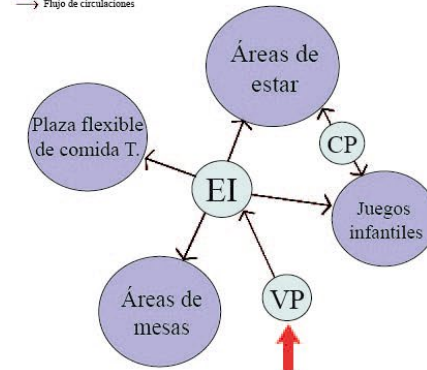 Flujo de circulaciones
Áreas de
estar
Plaza flexible
de comida T.
CP
EI
Juegos
infantiles
Áreas de
mesas
VP